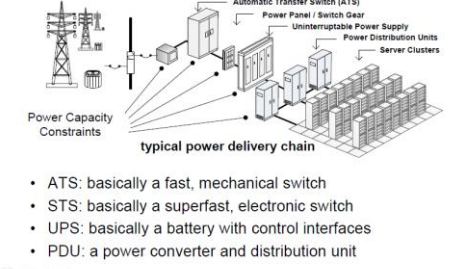 Automatic Transfer Switch (ATS)
Power Panel / Switch Gear
Uninterruptable Power Supply
Power Distribution Units
Server Clusters
Power Capacity
Constraints
typical power delivery chain
• ATS: basically a fast, mechanical switch
• STS: basically a superfast, electronic switch
• UPS: basically a battery with control interfaces
• PDU: a power converter and distribution unit